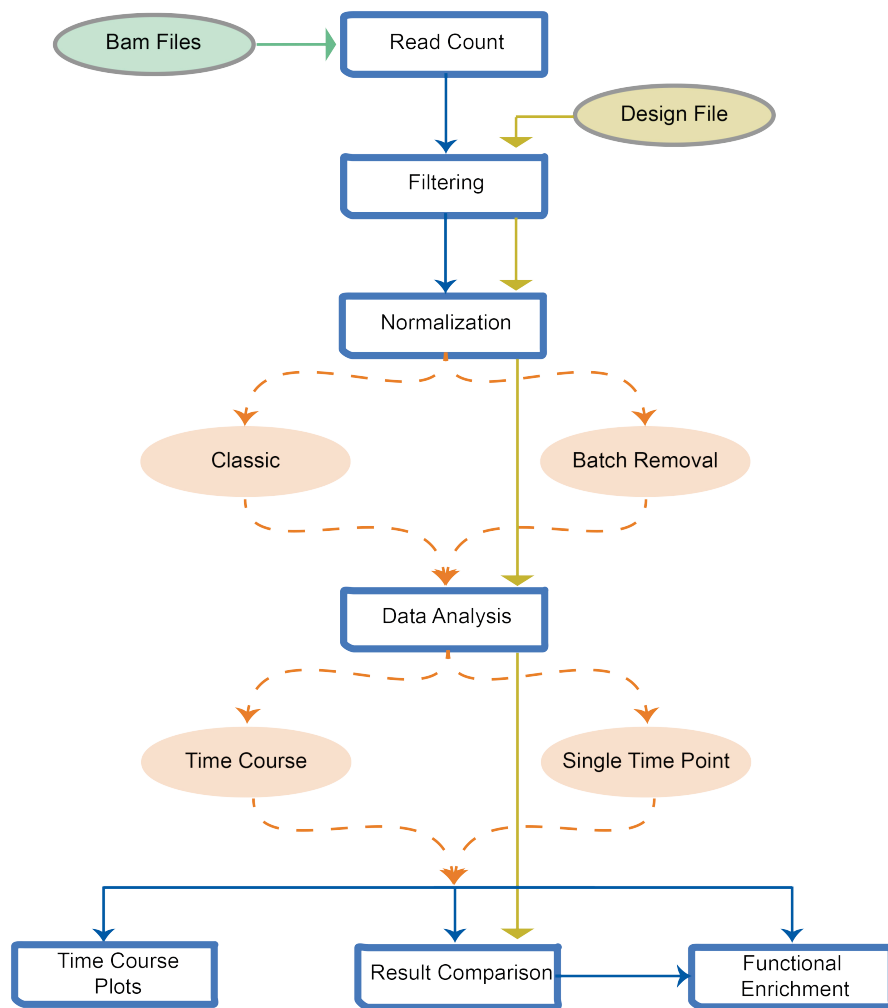 Bam Files
Read Count
Design File
Filtering
Normalization
Classic
Batch Removal
Data Analysis
Time Course
Single Time Point
Time Course
Plots
Result Comparison
Functional
Enrichment